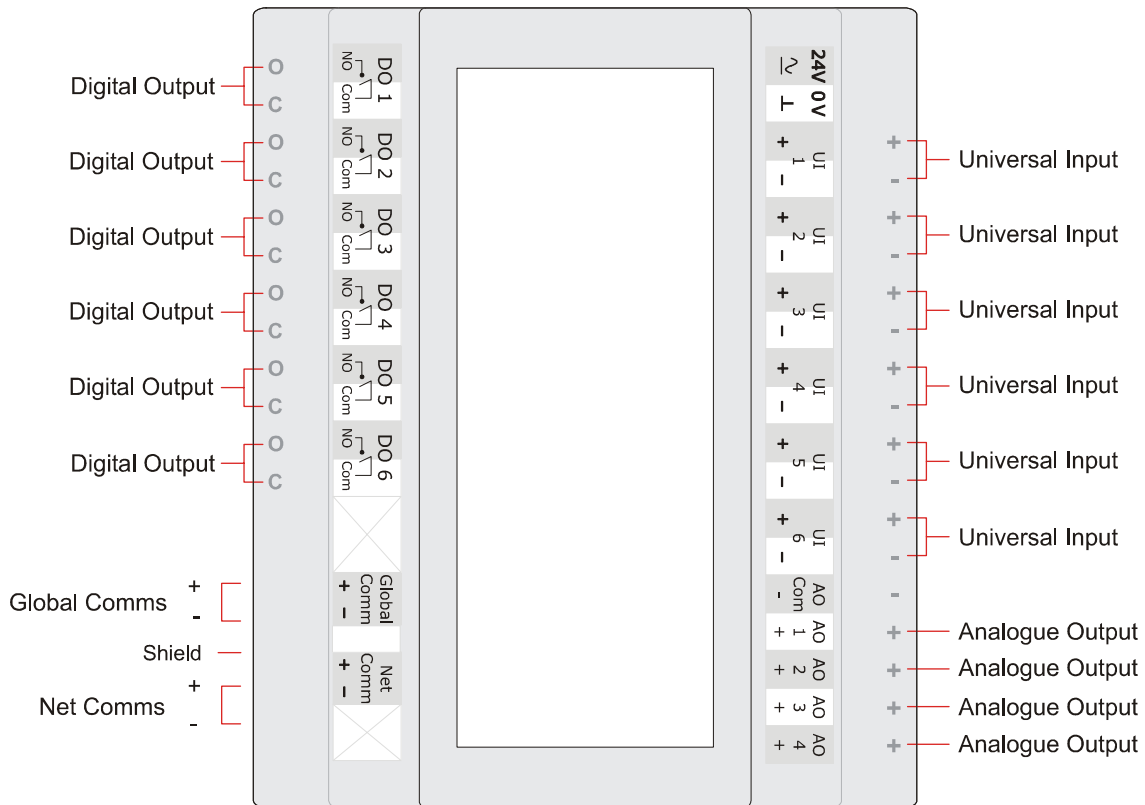 Digital Output
O
C
NO
Com
DO 1
Digital Output
O
C
NO
Com
DO 2
Digital Output
O
C
NO
Com
DO 3
Digital Output
O
C
NO
Com
DO 4
Digital Output
O
C
NO
Com
DO 5
Digital Output
O
C
NO
Com
DO 6
Global Comms
+
-
Global
Comm
+ -
Shield
Net Comms
+
-
Net
Comm
+ -
24V 0V
UI
1
+ -
+
-
Universal Input
UI
2
+ -
+
-
Universal Input
UI
3
+ -
+
-
Universal Input
UI
4
+ -
+
-
Universal Input
UI
5
+ -
+
-
Universal Input
UI
6
+ -
+
-
Universal Input
AO
Com
-
-
AO
1
+
+
Analogue Output
AO
2
+
+
Analogue Output
AO
3
+
+
Analogue Output
AO
4
+
+
Analogue Output